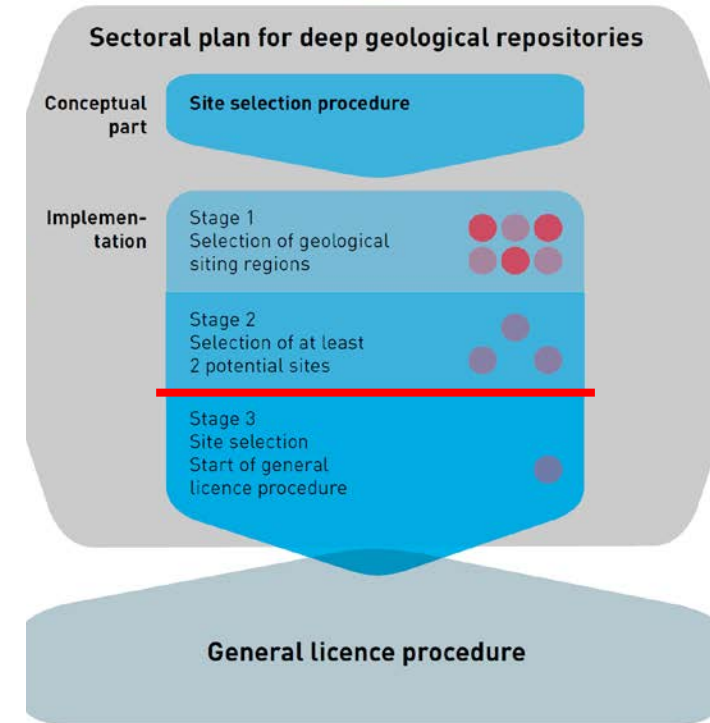 Sectoral plan for deep geological repositories
Conceptual
part
Site selection procedure
Implemen-
tation
Stage 1
Selection of geological
siting regions
Stage 2
Selection of at least
2 potential sites
Stage 3
Site selection
Start of general
licence procedure
General licence procedure